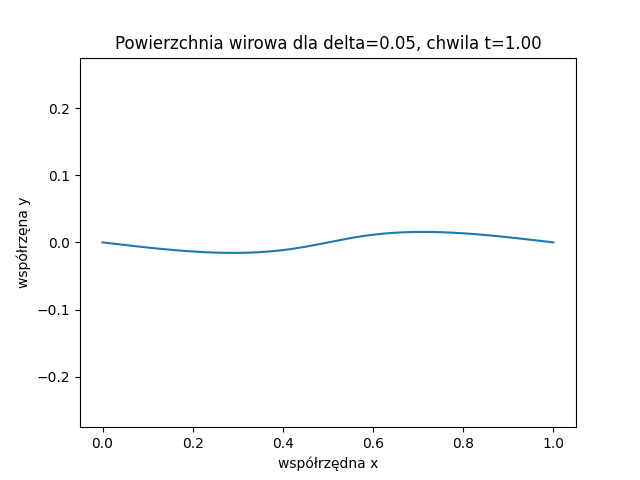 Powierzchnia wirowa dla delta=0.05, chwila t=1.00
0.2
0.1
0.0
−0.1
−0.2
współrzęna y
0.0 0.2 0.4 0.6 0.8 1.0
współrzędna x